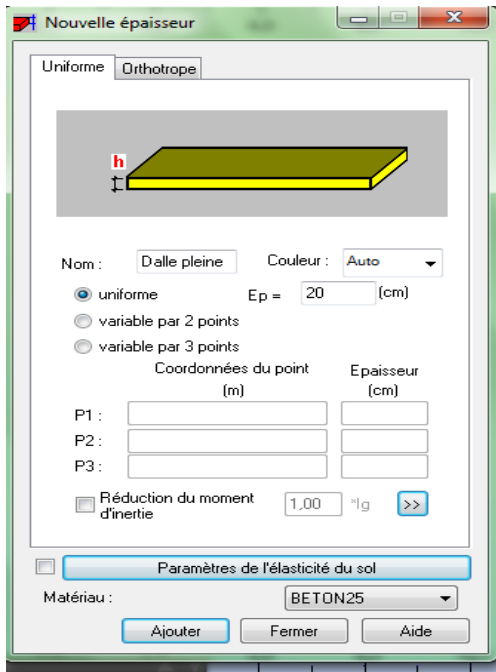 Nouvelle épaisseur
Uniforme Orthotrope
h
Nom : Dalle pleine Couleur : Auto
uniforme Ep = 20 (cm)
variable par 2 points
variable par 3 points
Coordonnées du point Epaisseur
(m) (cm)
P1 :
P2 :
P3 :
Réduction du moment
d'inertie 1,00 *Ig >>
Paramètres de l'élasticité du sol
Matériau : BETON25
Ajouter Fermer Aide